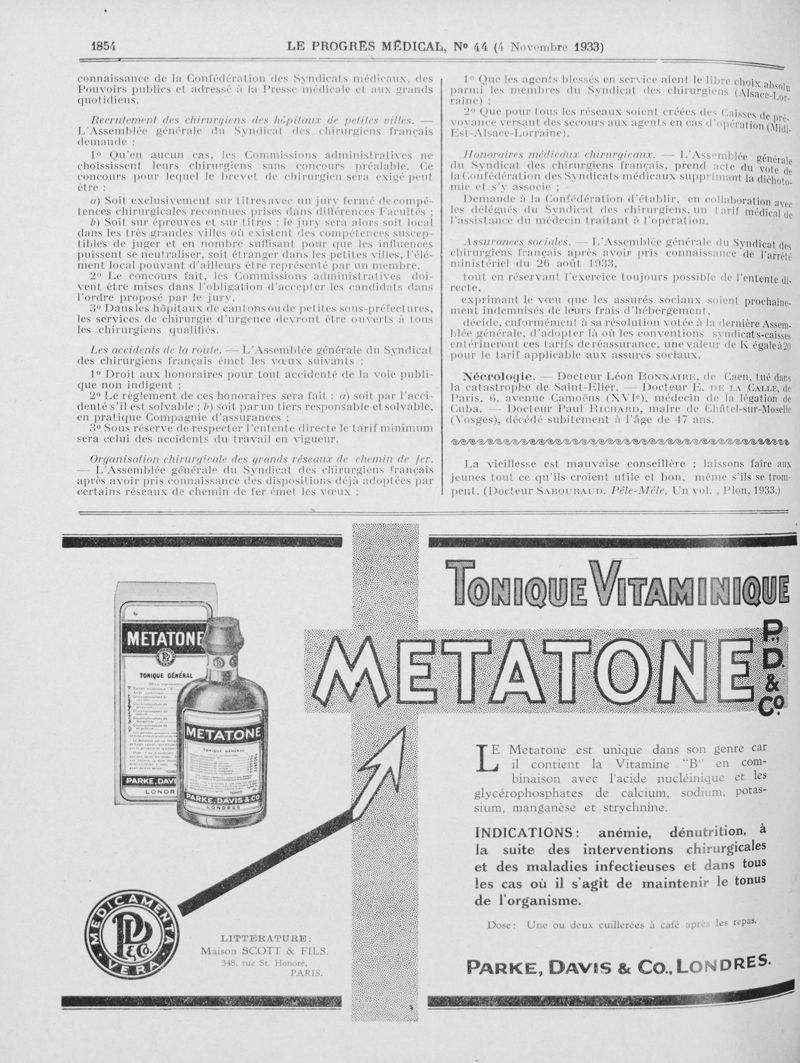 1854
LE PROGRÈS MÉDICAL, No 44 (4 Novembre 1933)
connaissance de la Confédération des Syndicats médicaux, des
Pouvoirs publics et adressé à la Presse médicale et aux grands
quotidiens.
Recrutement des chirurgiens des hôpitaux de petites villes. —
L'Assemblée générale du Syndicat des chirurgiens français
demande :
1o Qu'en aucun cas, les Commissions administratives ne
choississent leurs chirurgiens sans concours préalable. Ce
concours pour lequel le brevet de chirurgien sera exigé peut
être :
a) Soit exclusivement sur titres avec un jury fermé de compé-
tences chirurgicales reconnues prises dans différences Facultés ;
b) Soit sur épreuves et sur titres ; le jury sera alors soit local
dans les très grandes villes où existent des compétences suscep-
tibles de juger et en nombre suffisant pour que les influences
puissent se neutraliser, soit étranger dans les petites villes, l'élé-
ment local pouvant d'ailleurs être représenté par un membre.
2o Le concours fait, les Commissions administratives doi-
vent être mises dans l'obligation d'accepter les candidats dans
l'ordre proposé par le jury.
3o Dans les hôpitaux de cantons ou de petites sous-préfectures,
les services de chirurgie d'urgence devront être ouverts à tous
les chirurgiens qualifiés.
Les accidents de la route. — L'Assemblée générale du Syndicat
des chirurgiens français émet les vœux suivants :
1o Droit aux honoraires pour tout accidenté de la voie publi-
que non indigent ;
2o Le règlement de ces honoraires sera fait : a) soit par l'acci-
denté s'il est solvable ; b) soit par un tiers responsable et solvable,
en pratique Compagnie d'assurances ;
3o Sous réserve de respecter l'entente directe le tarif minimum
sera celui des accidents du travail en vigueur.
Organisation chirurgicale des grands réseaux de chemin de fer.
— L'Assemblée générale du Syndicat des chirurgiens français
après avoir pris connaissance des dispositions déjà adoptées par
certains réseaux de chemin de fer émet les vœux :
1o Que les agents blessés en service aient le libre choix absolu
parmi les membres du Syndicat des chirurgiens (Alsace-Lor-
raine) ;
2o Que pour tous les réseaux soient créées des Caisses de pré-
voyance versant des secours aux agents en cas d'opération (Midi-
Est-Alsace-Lorraine).
Honoraires médicaux chirurgicaux. — L'Assemblée générale
du Syndicat des chirurgiens français, prend acte du vote de
la Confédération des Syndicats médicaux supprimant la dichoto-
mie et s'y associe ;
Demande à la Confédération d'établir, en collaboration avec
les délégués du Syndicat des chirurgiens, un tarif médical de
l'assistance du médecin traitant à l'opération.
Assurances sociales. — L'Assemblée générale du Syndicat des
chirurgiens français après avoir pris connaissance de l'arrêté
ministériel du 26 août 1933,
tout en réservant l'exercice toujours possible de l'entente di-
recte,
exprimant le vœu que les assurés sociaux soient prochaine-
ment indemnisés de leurs frais d'hébergement,
décide, enformément à sa résolution votée à la dernière Assem-
blée générale, d'adopter là où les conventions syndicats-caisses
entérineront ces tarifs de réassurance, une valeur de K égale à 20
pour le tarif applicable aux assurés sociaux.
Nécrologie. — Docteur Léon BONNAIRE, de Caen, tué dans
la catastrophe de Saint-Elier. — Docteur E. DE LA CALLE, de
Paris, 6, avenue Camoëns (XVIe), médecin de la légation de
Cuba. — Docteur Paul RICHARD, maire de Châtel-sur-Moselle
(Vosges), décédé subitement à l'âge de 47 ans.
La vieillesse est mauvaise conseillère ; laissons faire aux
jeunes tout ce qu'ils croient utile et bon, même s'ils se trom-
pent. (Docteur SABOURAUD. Pêle-Mêle. Un vol. , Plon, 1933.)
TONIQUE VITAMINIQUE
METATONE P., D. & Co.
METATONE
TONIQUE GÉNÉRAL
PARKE, DAVI
LONDR
METATONE
TONIQUE GÉNÉRAL
PARKE, DAVIS & CO
LONDRES
LE Metatone est unique dans son genre car
il contient la Vitamine "B" en com-
binaison avec l'acide nucléinique et les
glycérophosphates de calcium, sodium, potas-
sium, manganèse et strychnine.
INDICATIONS : anémie, dénutrition, à
la suite des interventions chirurgicales
et des maladies infectieuses et dans tous
les cas où il s'agit de maintenir le tonus
de l'organisme.
Dose : Une ou deux cuillerées à café après les repas.
MEDICAMENTA
PD & Co.
VERA
LITTERATURE :
Maison SCOTT & FILS,
348, rue St. Honoré,
PARIS.
PARKE, DAVIS & Co., LONDRES.